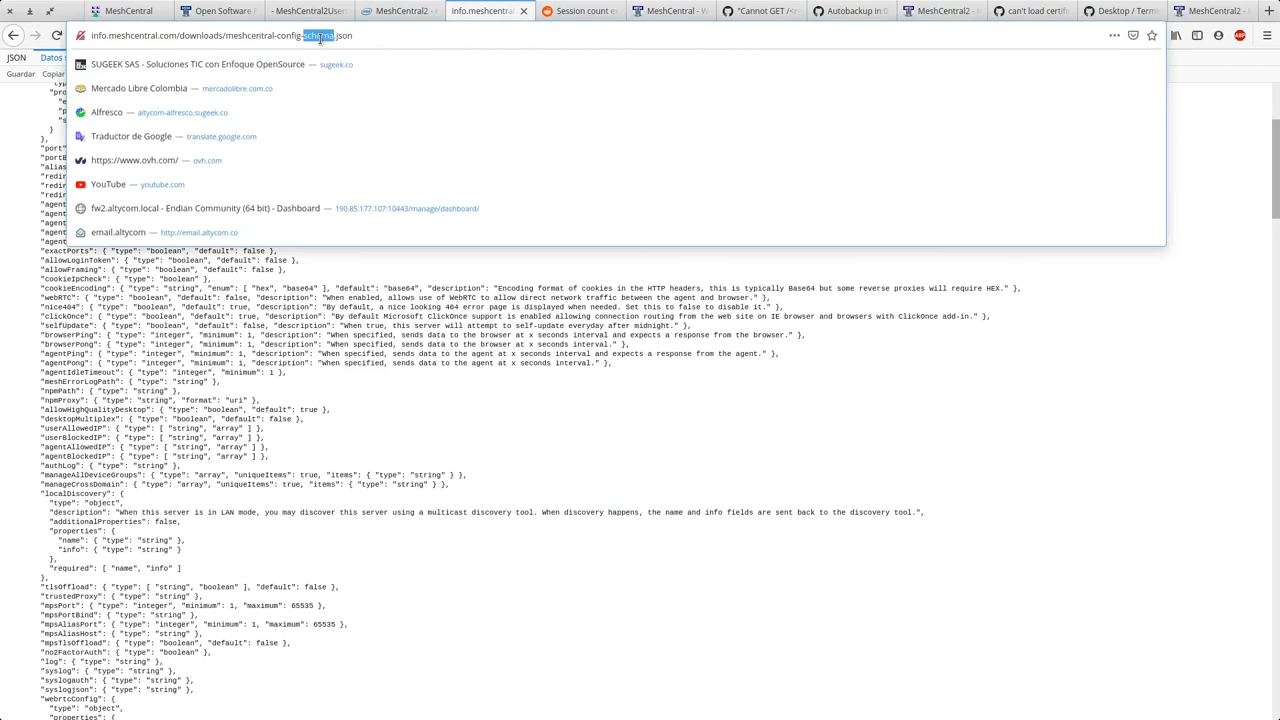 MeshCentral
Open Software F
MeshCentral2User
MeshCentral2 - I
info.meshcentral
Session count es
MeshCentral - W
"Cannot GET /<r
Autobackup in E
MeshCentral
can't load certif
Desktop / Termi
MeshCentral2 -
info.meshcentral.com/downloads/meshcentral-config-schema.json
ABP
JSON
Datos s
Guardar
Copiar
SUGEEK SAS - Soluciones TIC con Enfoque OpenSource — sugeek.co
Mercado Libre Colombia — mercadolibre.com.co
Alfresco — altycom-alfresco.sugeek.co
Traductor de Google — translate.google.com
https://www.ovh.com/ — ovh.com
YouTube — youtube.com
fw2.altycom.local - Endian Community (64 bit) - Dashboard — 190.85.177.107:10443/manage/dashboard/
email.altycom — http://email.altycom.co
"pro
"e
"p
"s
}
},
"port"
"portB
"alias
"redir
"redir
"redir
"agent
"agent
"agent
"agent
"agent
"exactPorts": { "type": "boolean", "default": false },
"allowLoginToken": { "type": "boolean", "default": false },
"allowFraming": { "type": "boolean", "default": false },
"cookieIpCheck": { "type": "boolean" },
"cookieEncoding": { "type": "string", "enum": [ "hex", "base64" ], "default": "base64", "description": "Encoding format of cookies in the HTTP headers, this is typically Base64 but some reverse proxies will require HEX." },
"webRTC": { "type": "boolean", "default": false, "description": "When enabled, allows use of WebRTC to allow direct network traffic between the agent and browser." },
"nice404": { "type": "boolean", "default": true, "description": "By default, a nice looking 404 error page is displayed when needed. Set this to false to disable it." },
"clickOnce": { "type": "boolean", "default": true, "description": "By default Microsoft ClickOnce support is enabled allowing connection routing from the web site on IE browser and browsers with ClickOnce add-in." },
"selfUpdate": { "type": "boolean", "default": false, "description": "When true, this server will attempt to self-update everyday after midnight." },
"browserPing": { "type": "integer", "minimum": 1, "description": "When specified, sends data to the browser at x seconds interval and expects a response from the browser." },
"browserPong": { "type": "integer", "minimum": 1, "description": "When specified, sends data to the browser at x seconds interval." },
"agentPing": { "type": "integer", "minimum": 1, "description": "When specified, sends data to the agent at x seconds interval and expects a response from the agent." },
"agentPong": { "type": "integer", "minimum": 1, "description": "When specified, sends data to the agent at x seconds interval." },
"agentIdleTimeout": { "type": "integer", "minimum": 1 },
"meshErrorLogPath": { "type": "string" },
"npmPath": { "type": "string" },
"npmProxy": { "type": "string", "format": "uri" },
"allowHighQualityDesktop": { "type": "boolean", "default": true },
"desktopMultiplex": { "type": "boolean", "default": false },
"userAllowedIP": { "type": [ "string", "array" ] },
"userBlockedIP": { "type": [ "string", "array" ] },
"agentAllowedIP": { "type": [ "string", "array" ] },
"agentBlockedIP": { "type": [ "string", "array" ] },
"authLog": { "type": "string" },
"manageAllDeviceGroups": { "type": "array", "uniqueItems": true, "items": { "type": "string" } },
"manageCrossDomain": { "type": "array", "uniqueItems": true, "items": { "type": "string" } },
"localDiscovery": {
"type": "object",
"description": "When this server is in LAN mode, you may discover this server using a multicast discovery tool. When discovery happens, the name and info fields are sent back to the discovery tool.",
"additionalProperties": false,
"properties": {
"name": { "type": "string" },
"info": { "type": "string" }
},
"required": [ "name", "info" ]
},
"tlsOffload": { "type": [ "string", "boolean" ], "default": false },
"trustedProxy": { "type": "string" },
"mpsPort": { "type": "integer", "minimum": 1, "maximum": 65535 },
"mpsPortBind": { "type": "string" },
"mpsAliasPort": { "type": "integer", "minimum": 1, "maximum": 65535 },
"mpsAliasHost": { "type": "string" },
"mpsTlsOffload": { "type": "boolean", "default": false },
"no2FactorAuth": { "type": "boolean" },
"log": { "type": "string" },
"syslog": { "type": "string" },
"syslogauth": { "type": "string" },
"syslogjson": { "type": "string" },
"webrtcConfig": {
"type": "object",
"properties": {